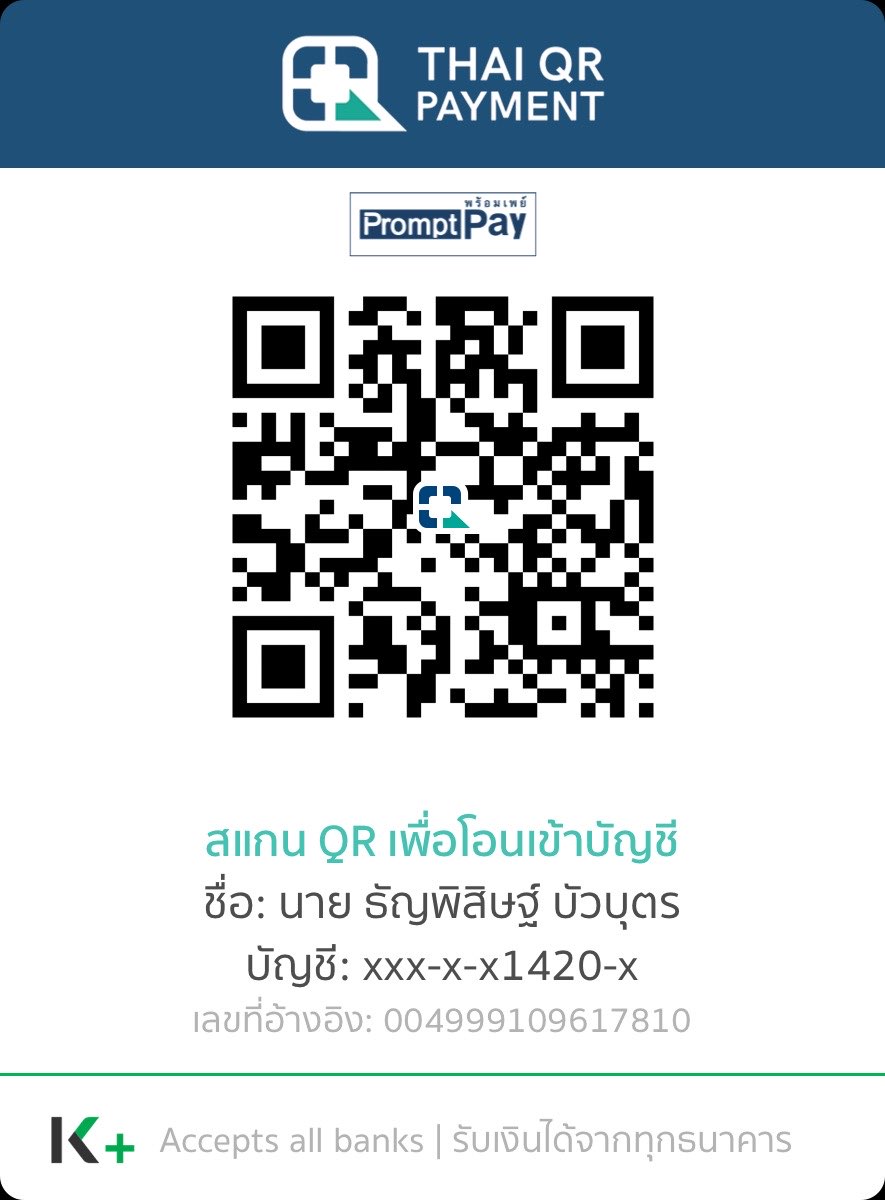 THAI QR
PAYMENT
พร้อมเพย์
Prompt Pay
สแกน QR เพื่อโอนเข้าบัญชี
ชื่อ: นาย ธัญพิสิษฐ์ บัวบุตร
บัญชี: xxx-x-x1420-x
เลขที่อ้างอิง: 004999109617810
K+ Accepts all banks | รับเงินได้จากทุกธนาคาร